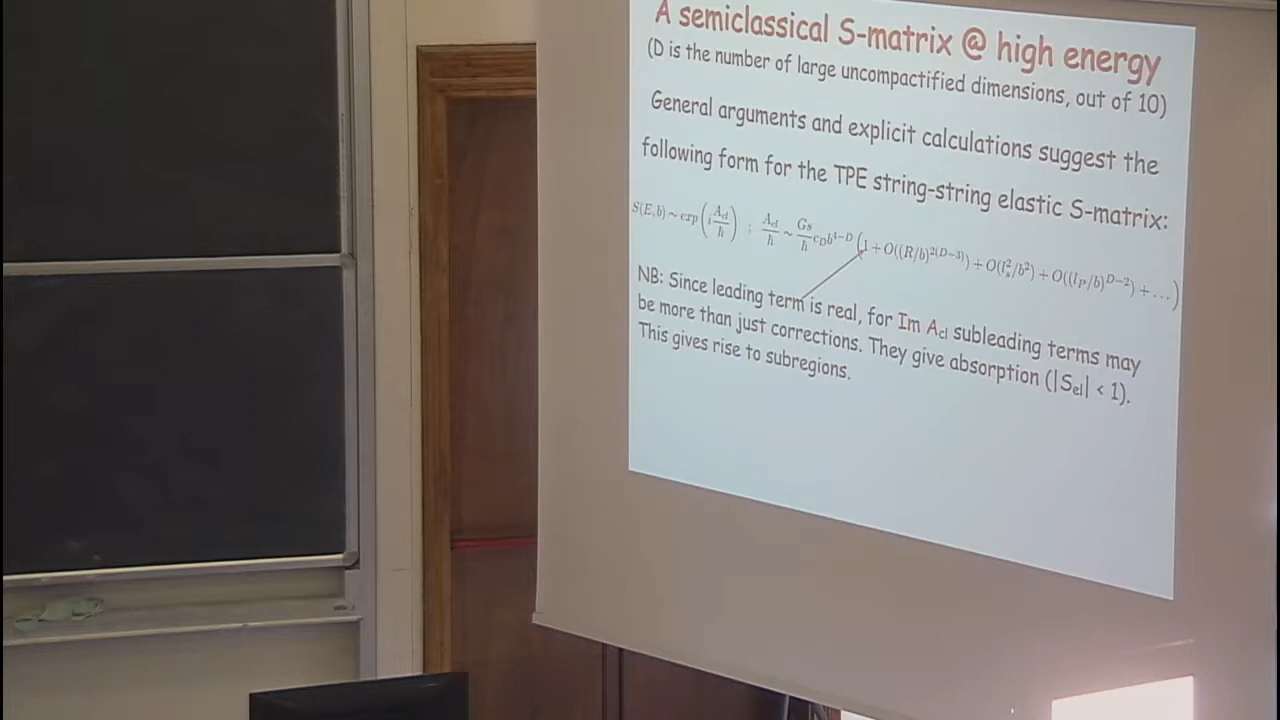 A semiclassical S-matrix @ high energy
(D is the number of large uncompactified dimensions, out of 10)
General arguments and explicit calculations suggest the
following form for the TPE string-string elastic S-matrix:
S(E,b) ~ exp(i A_cl/ħ) ; A_cl/ħ ~ Gs/ħ c_D b^{4-D} (1 + O((R/b)^{2(D-3)}) + O(l_s^2/b^2) + O((l_P/b)^{D-2}) + ...)
NB: Since leading term is real, for Im A_cl subleading terms may
be more than just corrections. They give absorption (|S_el| < 1).
This gives rise to subregions.